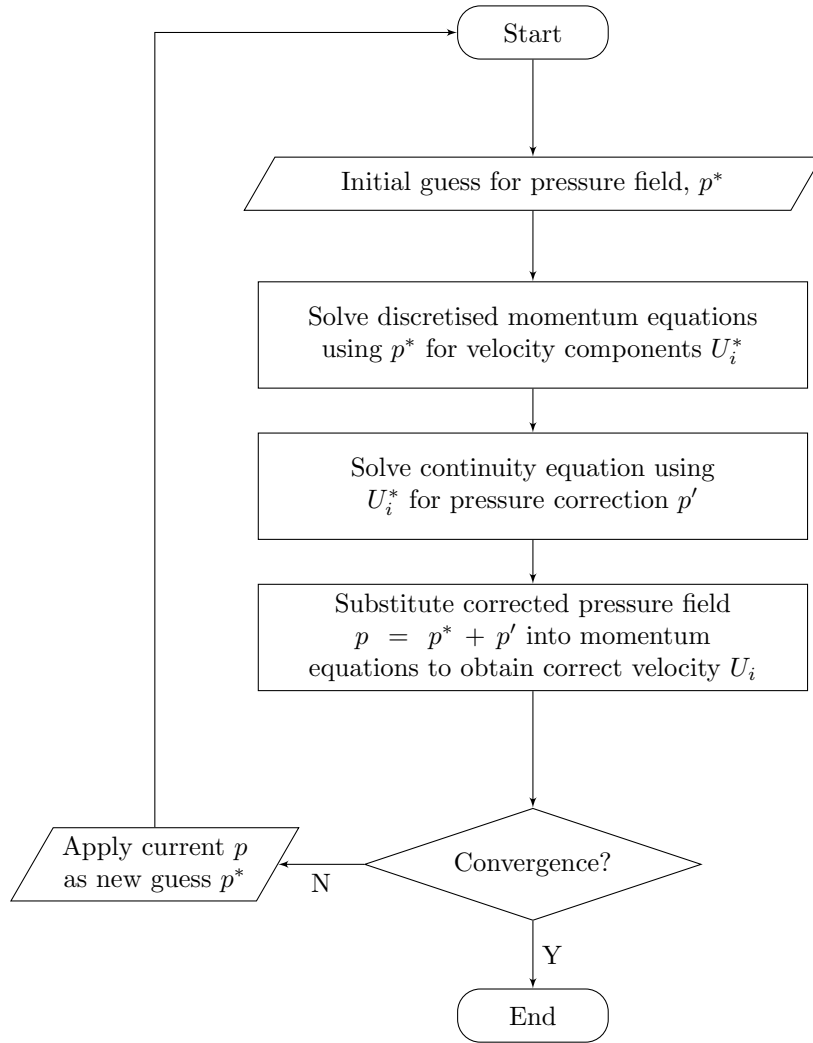 Start
Initial guess for pressure field, $p^*$
Solve discretised momentum equations
using $p^*$ for velocity components $U_i^*$
Solve continuity equation using
$U_i^*$ for pressure correction $p'$
Substitute corrected pressure field
$p = p^* + p'$ into momentum
equations to obtain correct velocity $U_i$
Apply current $p$
as new guess $p^*$
Convergence?
N
Y
End